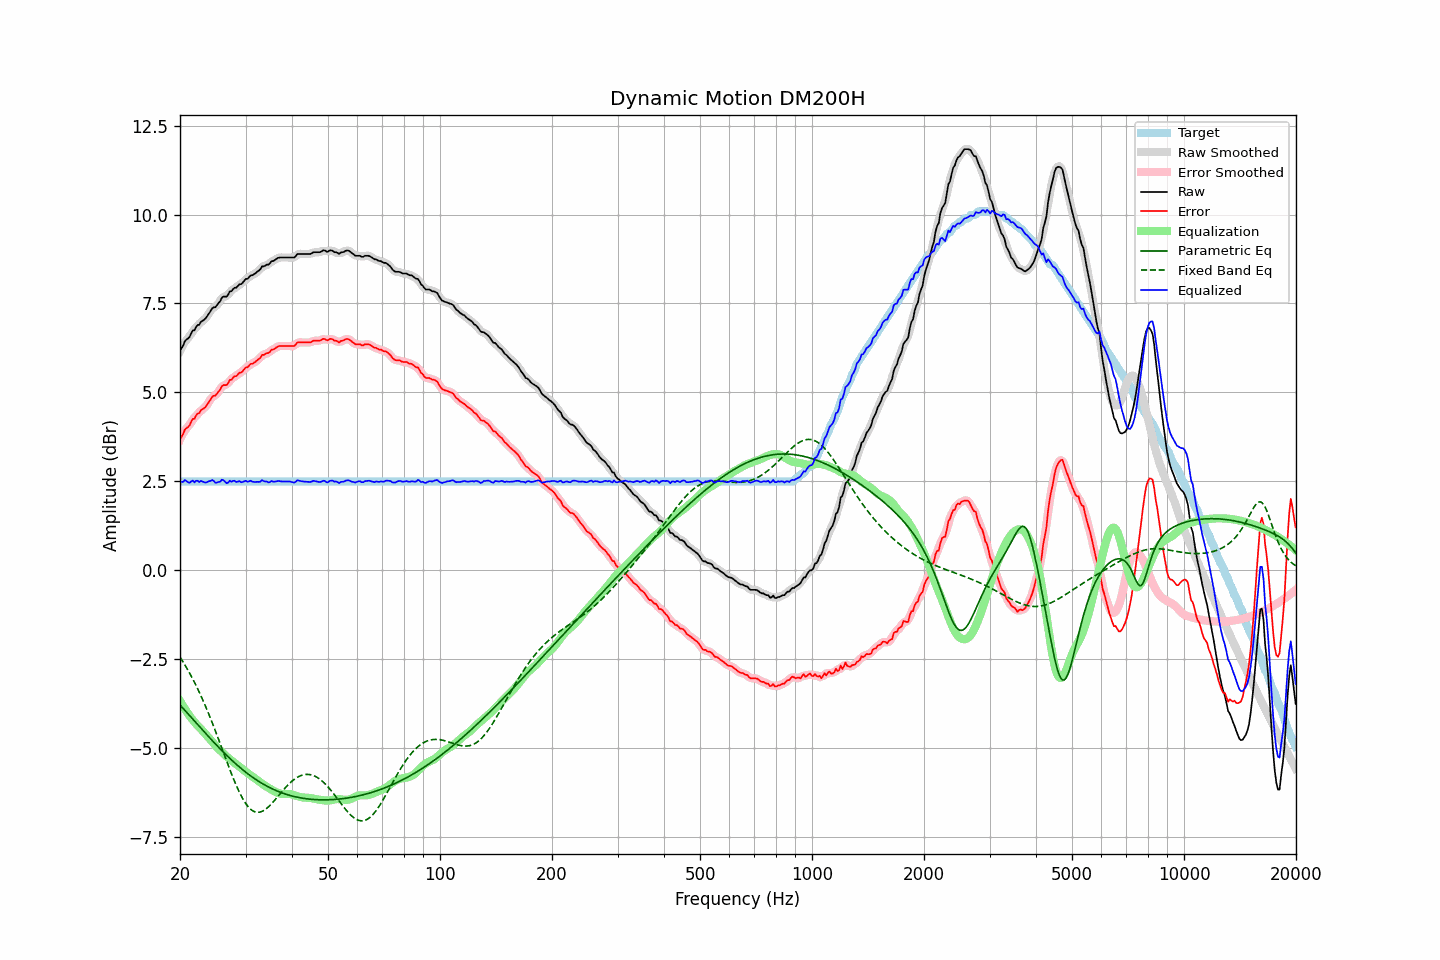 Dynamic Motion DM200H
Amplitude (dBr)
12.5
10.0
7.5
5.0
2.5
0.0
−2.5
−5.0
−7.5
Target
Raw Smoothed
Error Smoothed
Raw
Error
Equalization
Parametric Eq
Fixed Band Eq
Equalized
20 50 100 200 500 1000 2000 5000 10000 20000
Frequency (Hz)